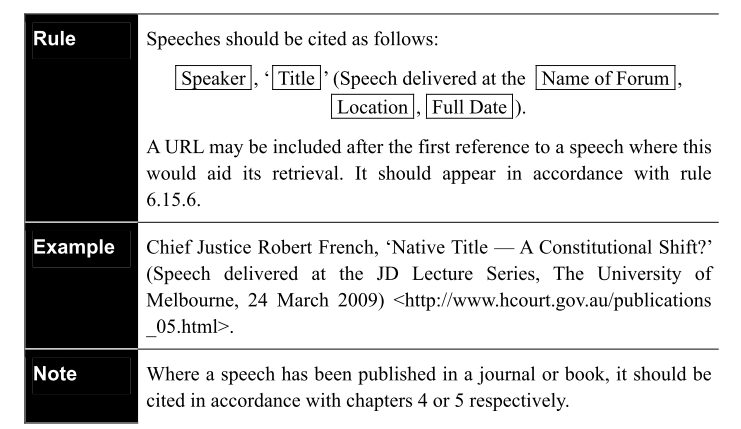 Rule
Speeches should be cited as follows:
Speaker, ‘Title’ (Speech delivered at the Name of Forum,
Location, Full Date).
A URL may be included after the first reference to a speech where this
would aid its retrieval. It should appear in accordance with rule
6.15.6.
Example
Chief Justice Robert French, ‘Native Title — A Constitutional Shift?’
(Speech delivered at the JD Lecture Series, The University of
Melbourne, 24 March 2009) <http://www.hcourt.gov.au/publications
_05.html>.
Note
Where a speech has been published in a journal or book, it should be
cited in accordance with chapters 4 or 5 respectively.